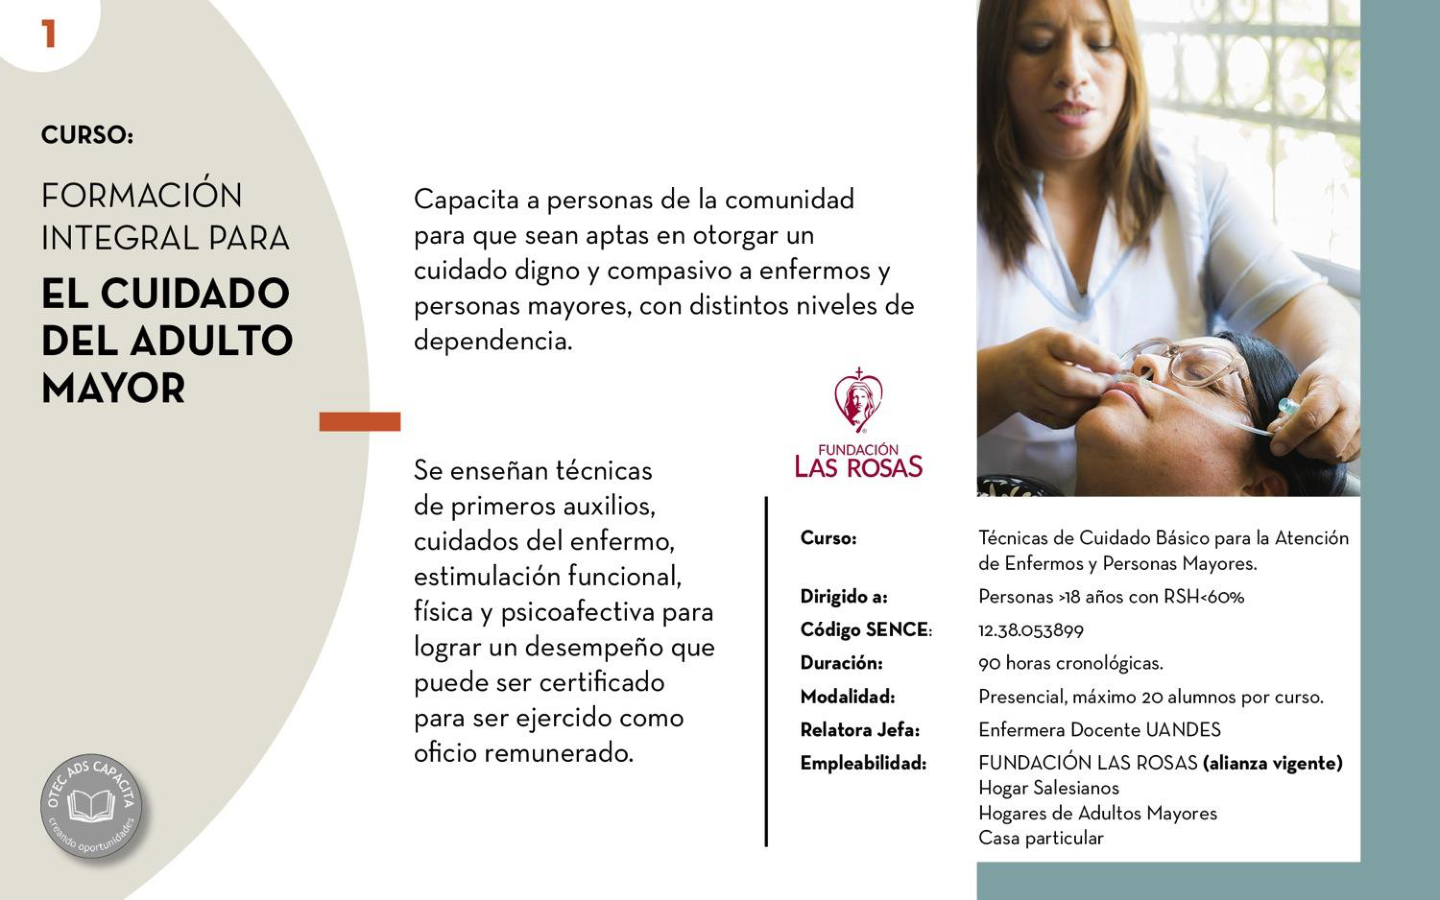 1
CURSO:
FORMACIÓN
INTEGRAL PARA
EL CUIDADO
DEL ADULTO
MAYOR
Capacita a personas de la comunidad
para que sean aptas en otorgar un
cuidado digno y compasivo a enfermos y
personas mayores, con distintos niveles de
dependencia.
Se enseñan técnicas
de primeros auxilios,
cuidados del enfermo,
estimulación funcional,
física y psicoafectiva para
lograr un desempeño que
puede ser certificado
para ser ejercido como
oficio remunerado.
FUNDACIÓN
LAS ROSAS
®
Curso: Técnicas de Cuidado Básico para la Atención
de Enfermos y Personas Mayores.
Dirigido a: Personas >18 años con RSH<60%
Código SENCE: 12.38.053899
Duración: 90 horas cronológicas.
Modalidad: Presencial, máximo 20 alumnos por curso.
Relatora Jefa: Enfermera Docente UANDES
Empleabilidad: FUNDACIÓN LAS ROSAS (alianza vigente)
Hogar Salesianos
Hogares de Adultos Mayores
Casa particular
OTEC ADS CAPACITA
creando oportunidades